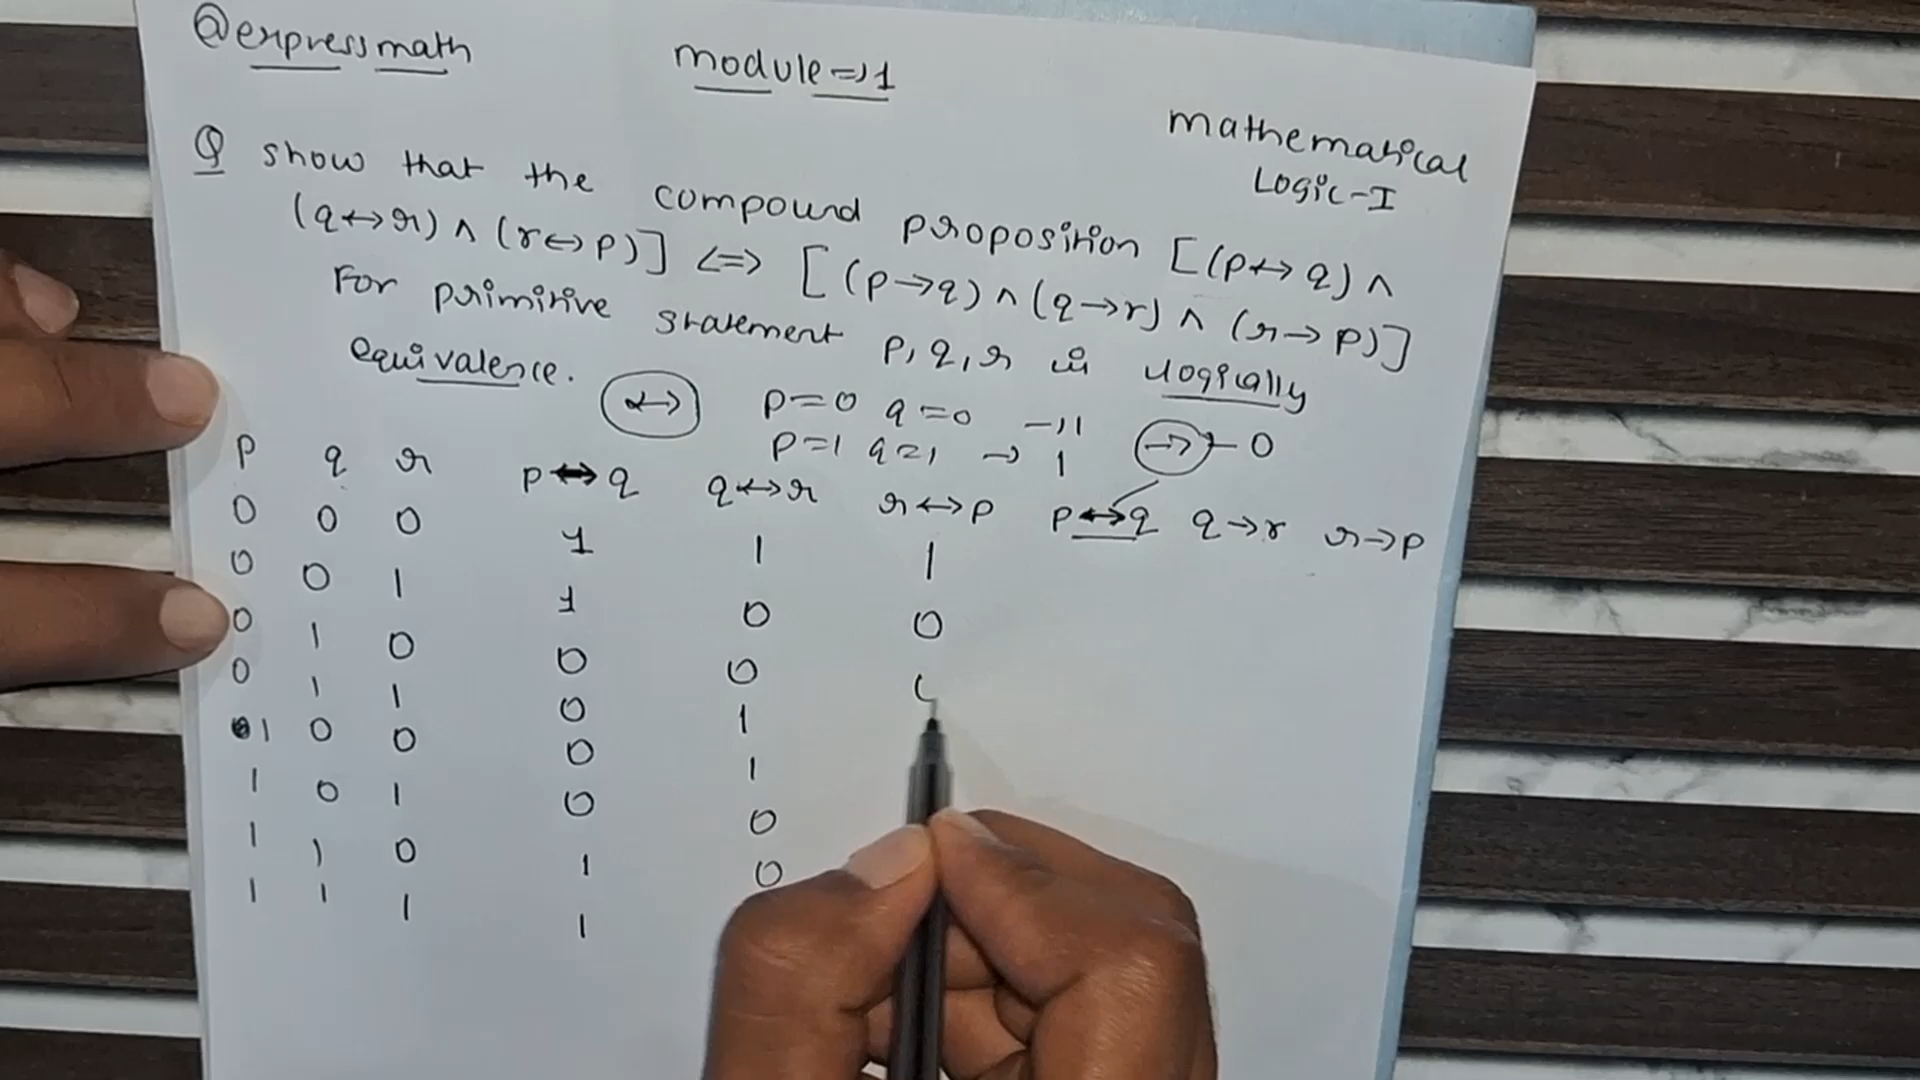 @expressmath
module => 1
mathematical
Logic-I
Q show that the compound proposition [(p↔q) ∧
(q↔r) ∧ (r↔p)] <=> [(p→q) ∧ (q→r) ∧ (r→p)]
For primitive statement p, q, r is logically
equivalence.
↔ p=0 q=0 → 1
p=1 q=1 → 1
→ 0
p q r p↔q q↔r r↔p p↔q q→r r→p
0 0 0 1 1 1
0 0 1 1 0 0
0 1 0 0 0
0 1 1 0 1
1 0 0 0 1
1 0 1 0 0
1 1 0 1 0
1 1 1 1